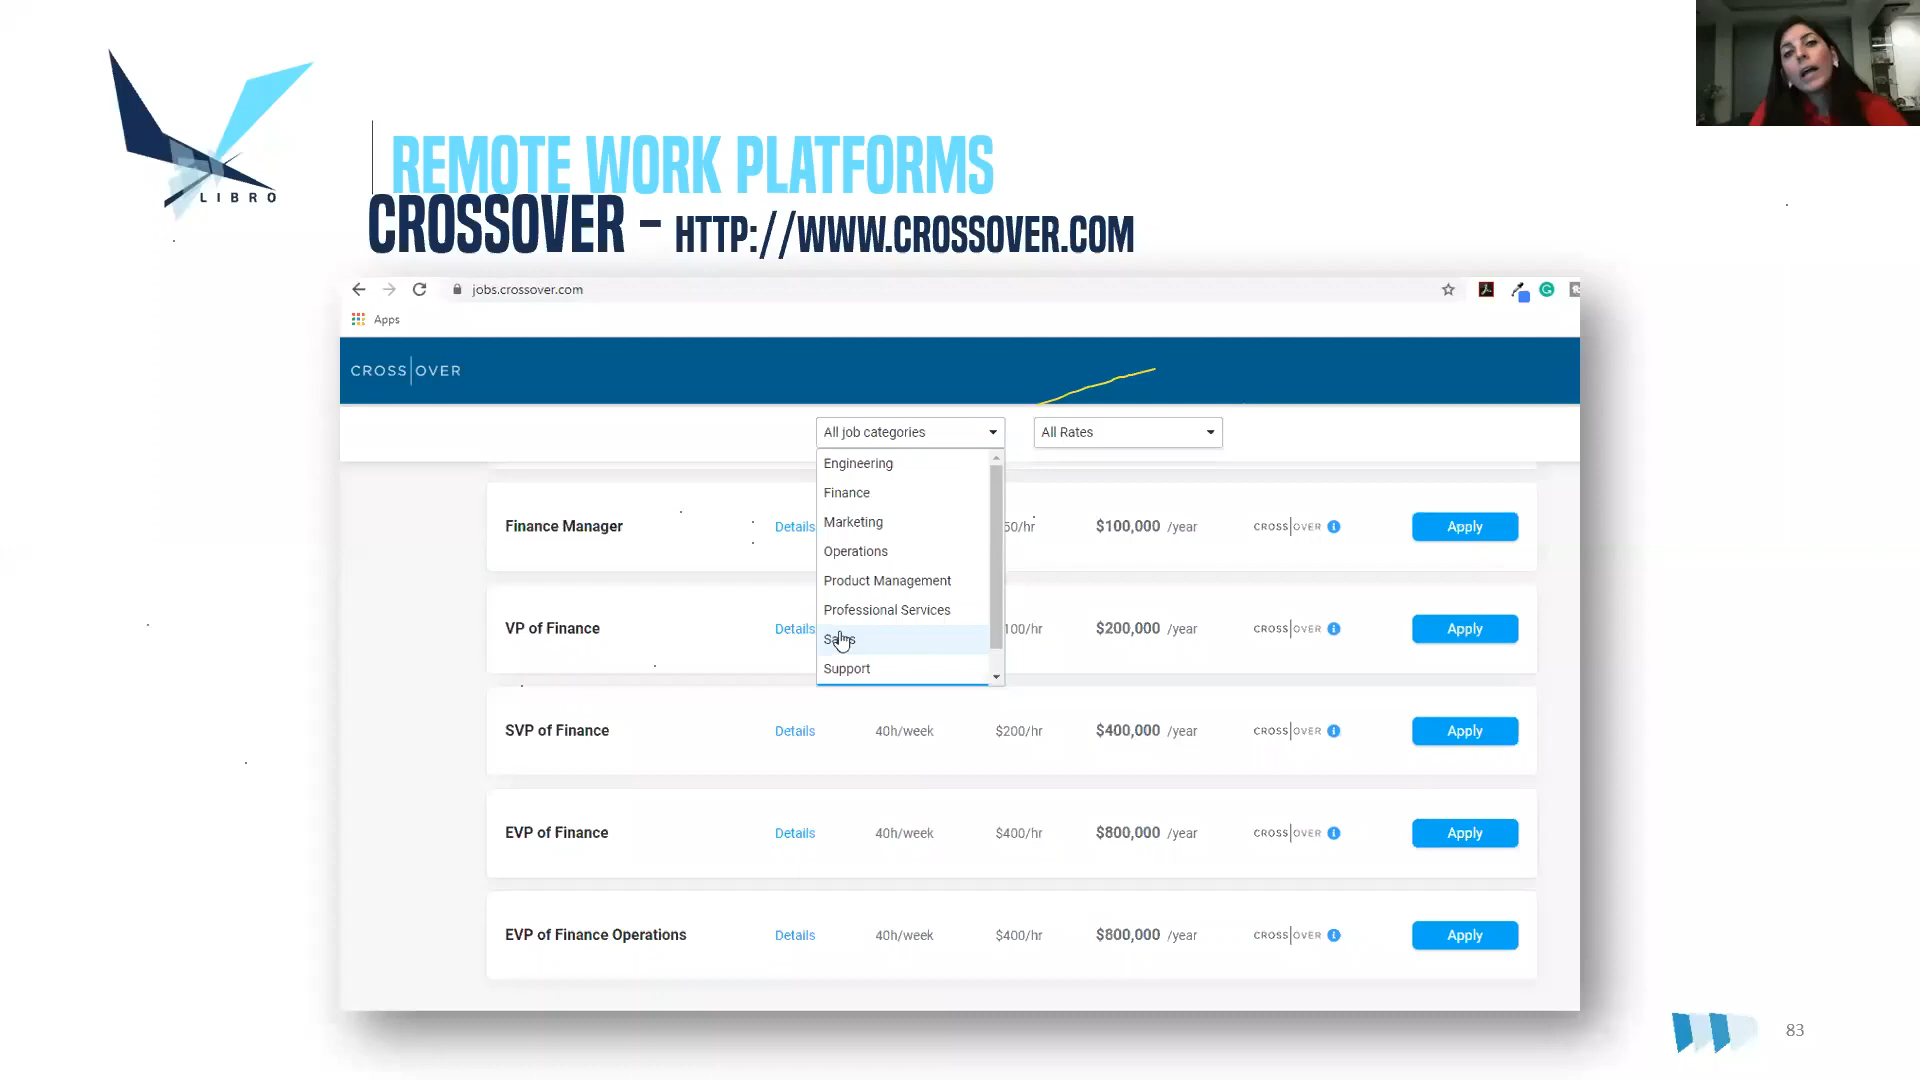 LIBRO
REMOTE WORK PLATFORMS
CROSSOVER – HTTP://WWW.CROSSOVER.COM
jobs.crossover.com
Apps
CROSS|OVER
All job categories
All Rates
Engineering
Finance
Marketing
Operations
Product Management
Professional Services
Sales
Support
Finance Manager Details 50/hr $100,000 /year CROSS|OVER Apply
VP of Finance Details 100/hr $200,000 /year CROSS|OVER Apply
SVP of Finance Details 40h/week $200/hr $400,000 /year CROSS|OVER Apply
EVP of Finance Details 40h/week $400/hr $800,000 /year CROSS|OVER Apply
EVP of Finance Operations Details 40h/week $400/hr $800,000 /year CROSS|OVER Apply
83